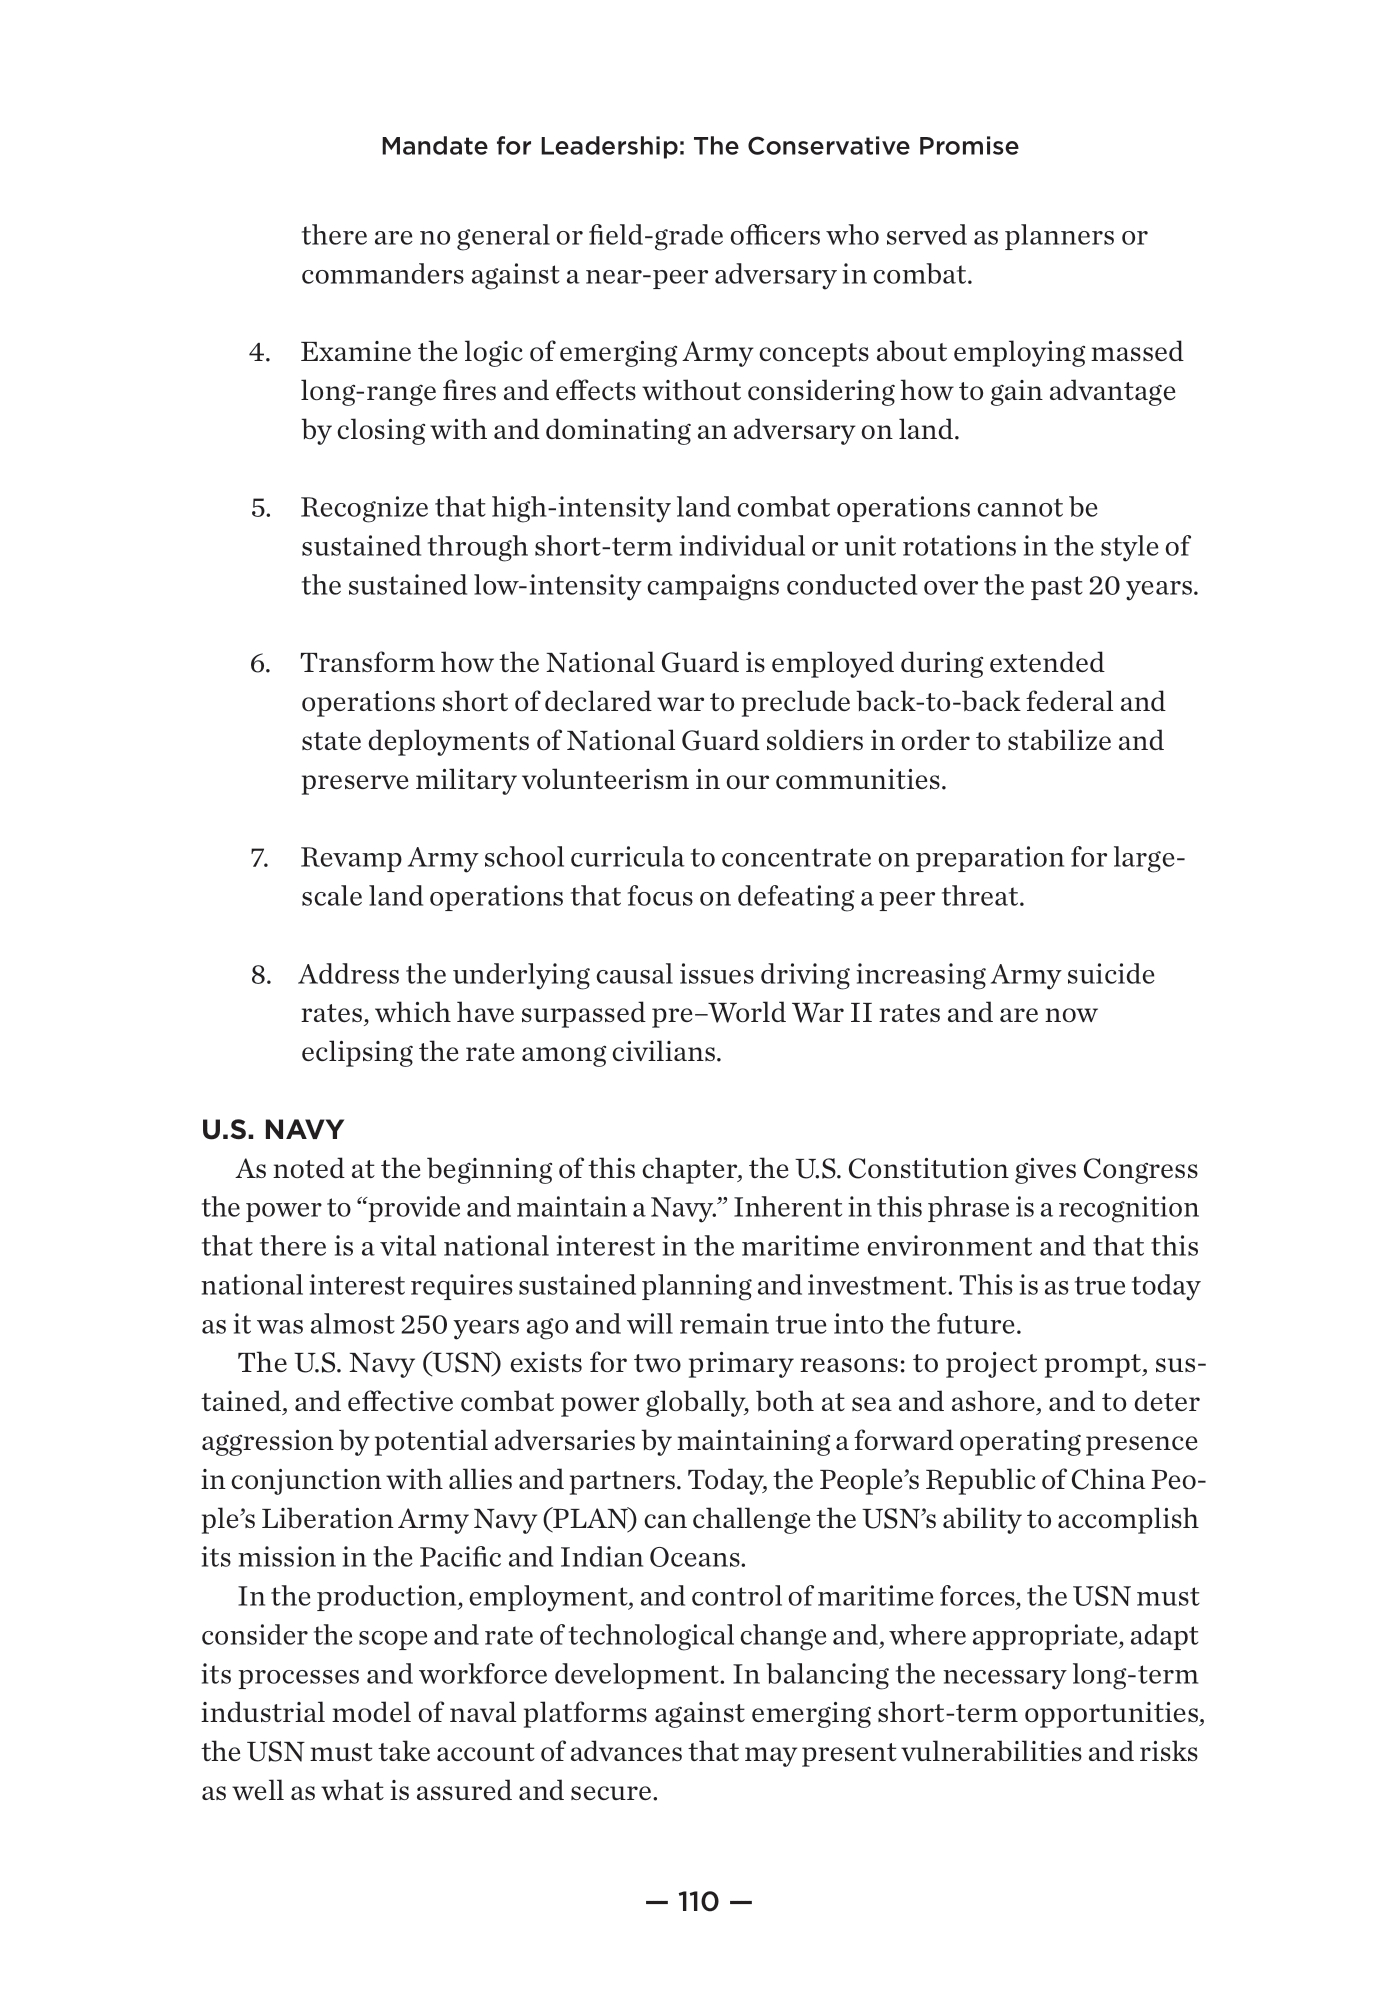 Mandate for Leadership: The Conservative Promise
there are no general or field-grade officers who served as planners or
commanders against a near-peer adversary in combat.
4. Examine the logic of emerging Army concepts about employing massed
long-range fires and effects without considering how to gain advantage
by closing with and dominating an adversary on land.
5. Recognize that high-intensity land combat operations cannot be
sustained through short-term individual or unit rotations in the style of
the sustained low-intensity campaigns conducted over the past 20 years.
6. Transform how the National Guard is employed during extended
operations short of declared war to preclude back-to-back federal and
state deployments of National Guard soldiers in order to stabilize and
preserve military volunteerism in our communities.
7. Revamp Army school curricula to concentrate on preparation for large-
scale land operations that focus on defeating a peer threat.
8. Address the underlying causal issues driving increasing Army suicide
rates, which have surpassed pre–World War II rates and are now
eclipsing the rate among civilians.
U.S. NAVY
As noted at the beginning of this chapter, the U.S. Constitution gives Congress
the power to “provide and maintain a Navy.” Inherent in this phrase is a recognition
that there is a vital national interest in the maritime environment and that this
national interest requires sustained planning and investment. This is as true today
as it was almost 250 years ago and will remain true into the future.
The U.S. Navy (USN) exists for two primary reasons: to project prompt, sus-
tained, and effective combat power globally, both at sea and ashore, and to deter
aggression by potential adversaries by maintaining a forward operating presence
in conjunction with allies and partners. Today, the People’s Republic of China Peo-
ple’s Liberation Army Navy (PLAN) can challenge the USN’s ability to accomplish
its mission in the Pacific and Indian Oceans.
In the production, employment, and control of maritime forces, the USN must
consider the scope and rate of technological change and, where appropriate, adapt
its processes and workforce development. In balancing the necessary long-term
industrial model of naval platforms against emerging short-term opportunities,
the USN must take account of advances that may present vulnerabilities and risks
as well as what is assured and secure.
— 110 —